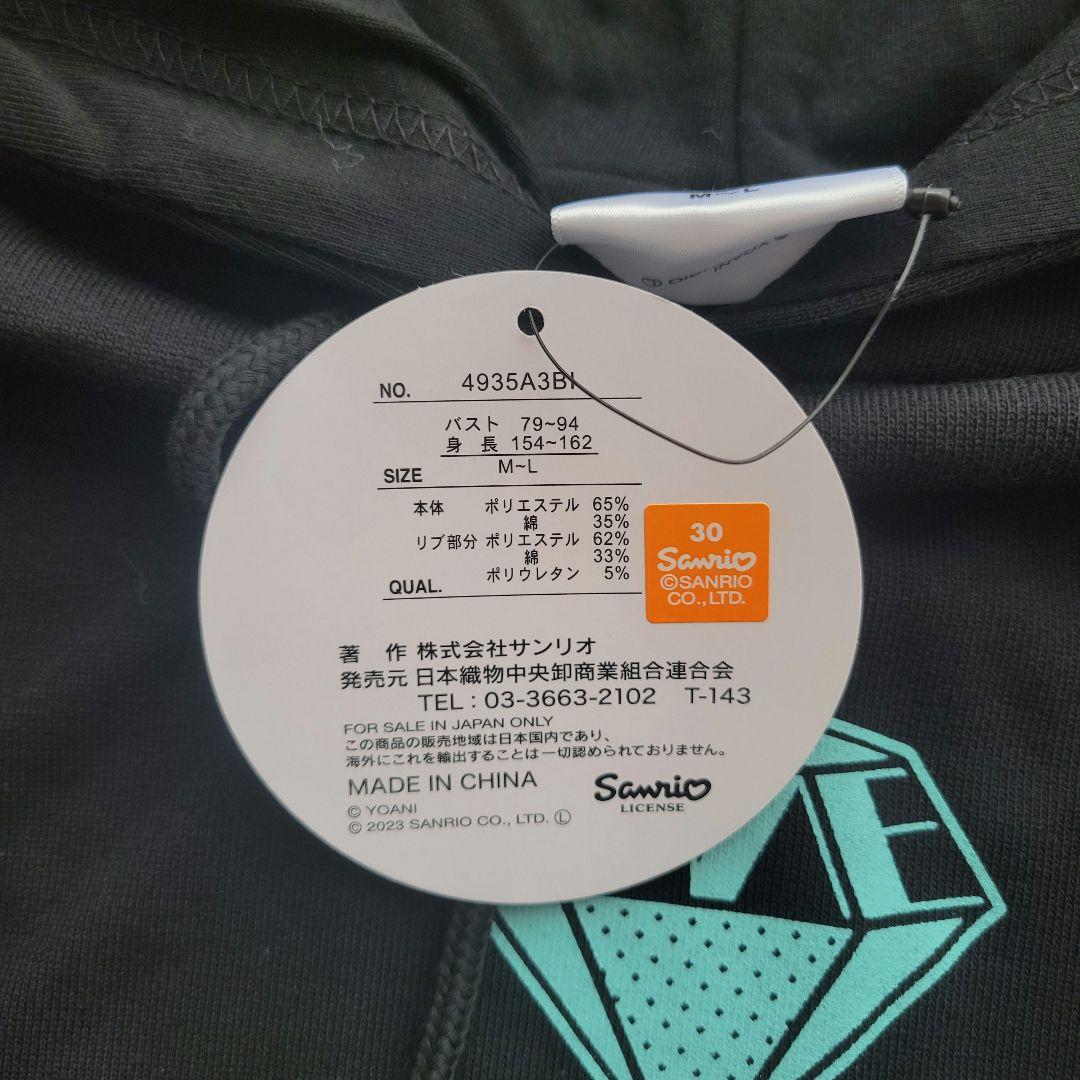 M~L
NO. 4935A3BI
バスト 79~94
身 長 154~162
SIZE M~L
本体 ポリエステル 65%
綿 35%
リブ部分 ポリエステル 62%
綿 33%
QUAL. ポリウレタン 5%
30
Sanrio
©SANRIO
CO.,LTD.
著 作 株式会社サンリオ
発売元 日本織物中央卸商業組合連合会
TEL : 03-3663-2102 T-143
FOR SALE IN JAPAN ONLY
この商品の販売地域は日本国内であり、
海外にこれを輸出することは一切認められておりません。
MADE IN CHINA
Sanrio
LICENSE
© YOANI
© 2023 SANRIO CO., LTD. Ⓛ
VE